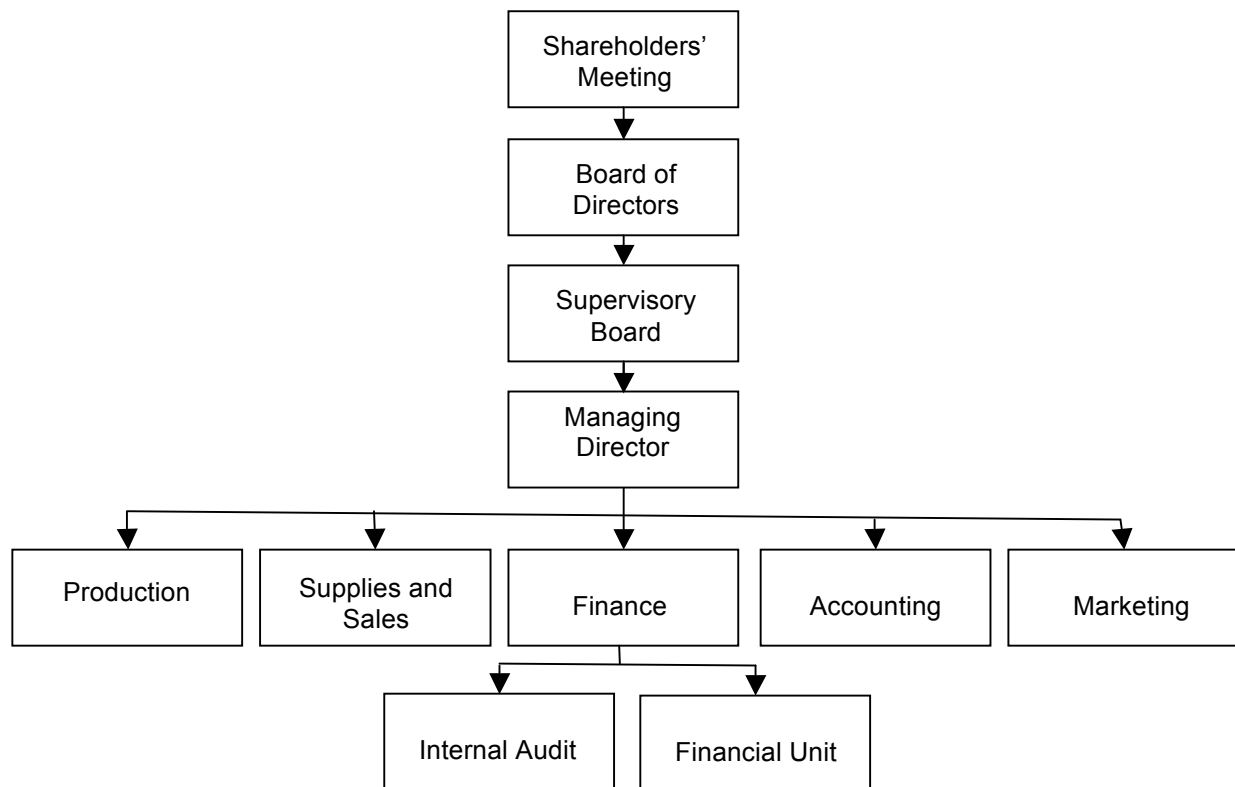 Shareholders’
Meeting
Board of
Directors
Supervisory
Board
Managing
Director
Production
Supplies and
Sales
Finance
Accounting
Marketing
Internal Audit
Financial Unit